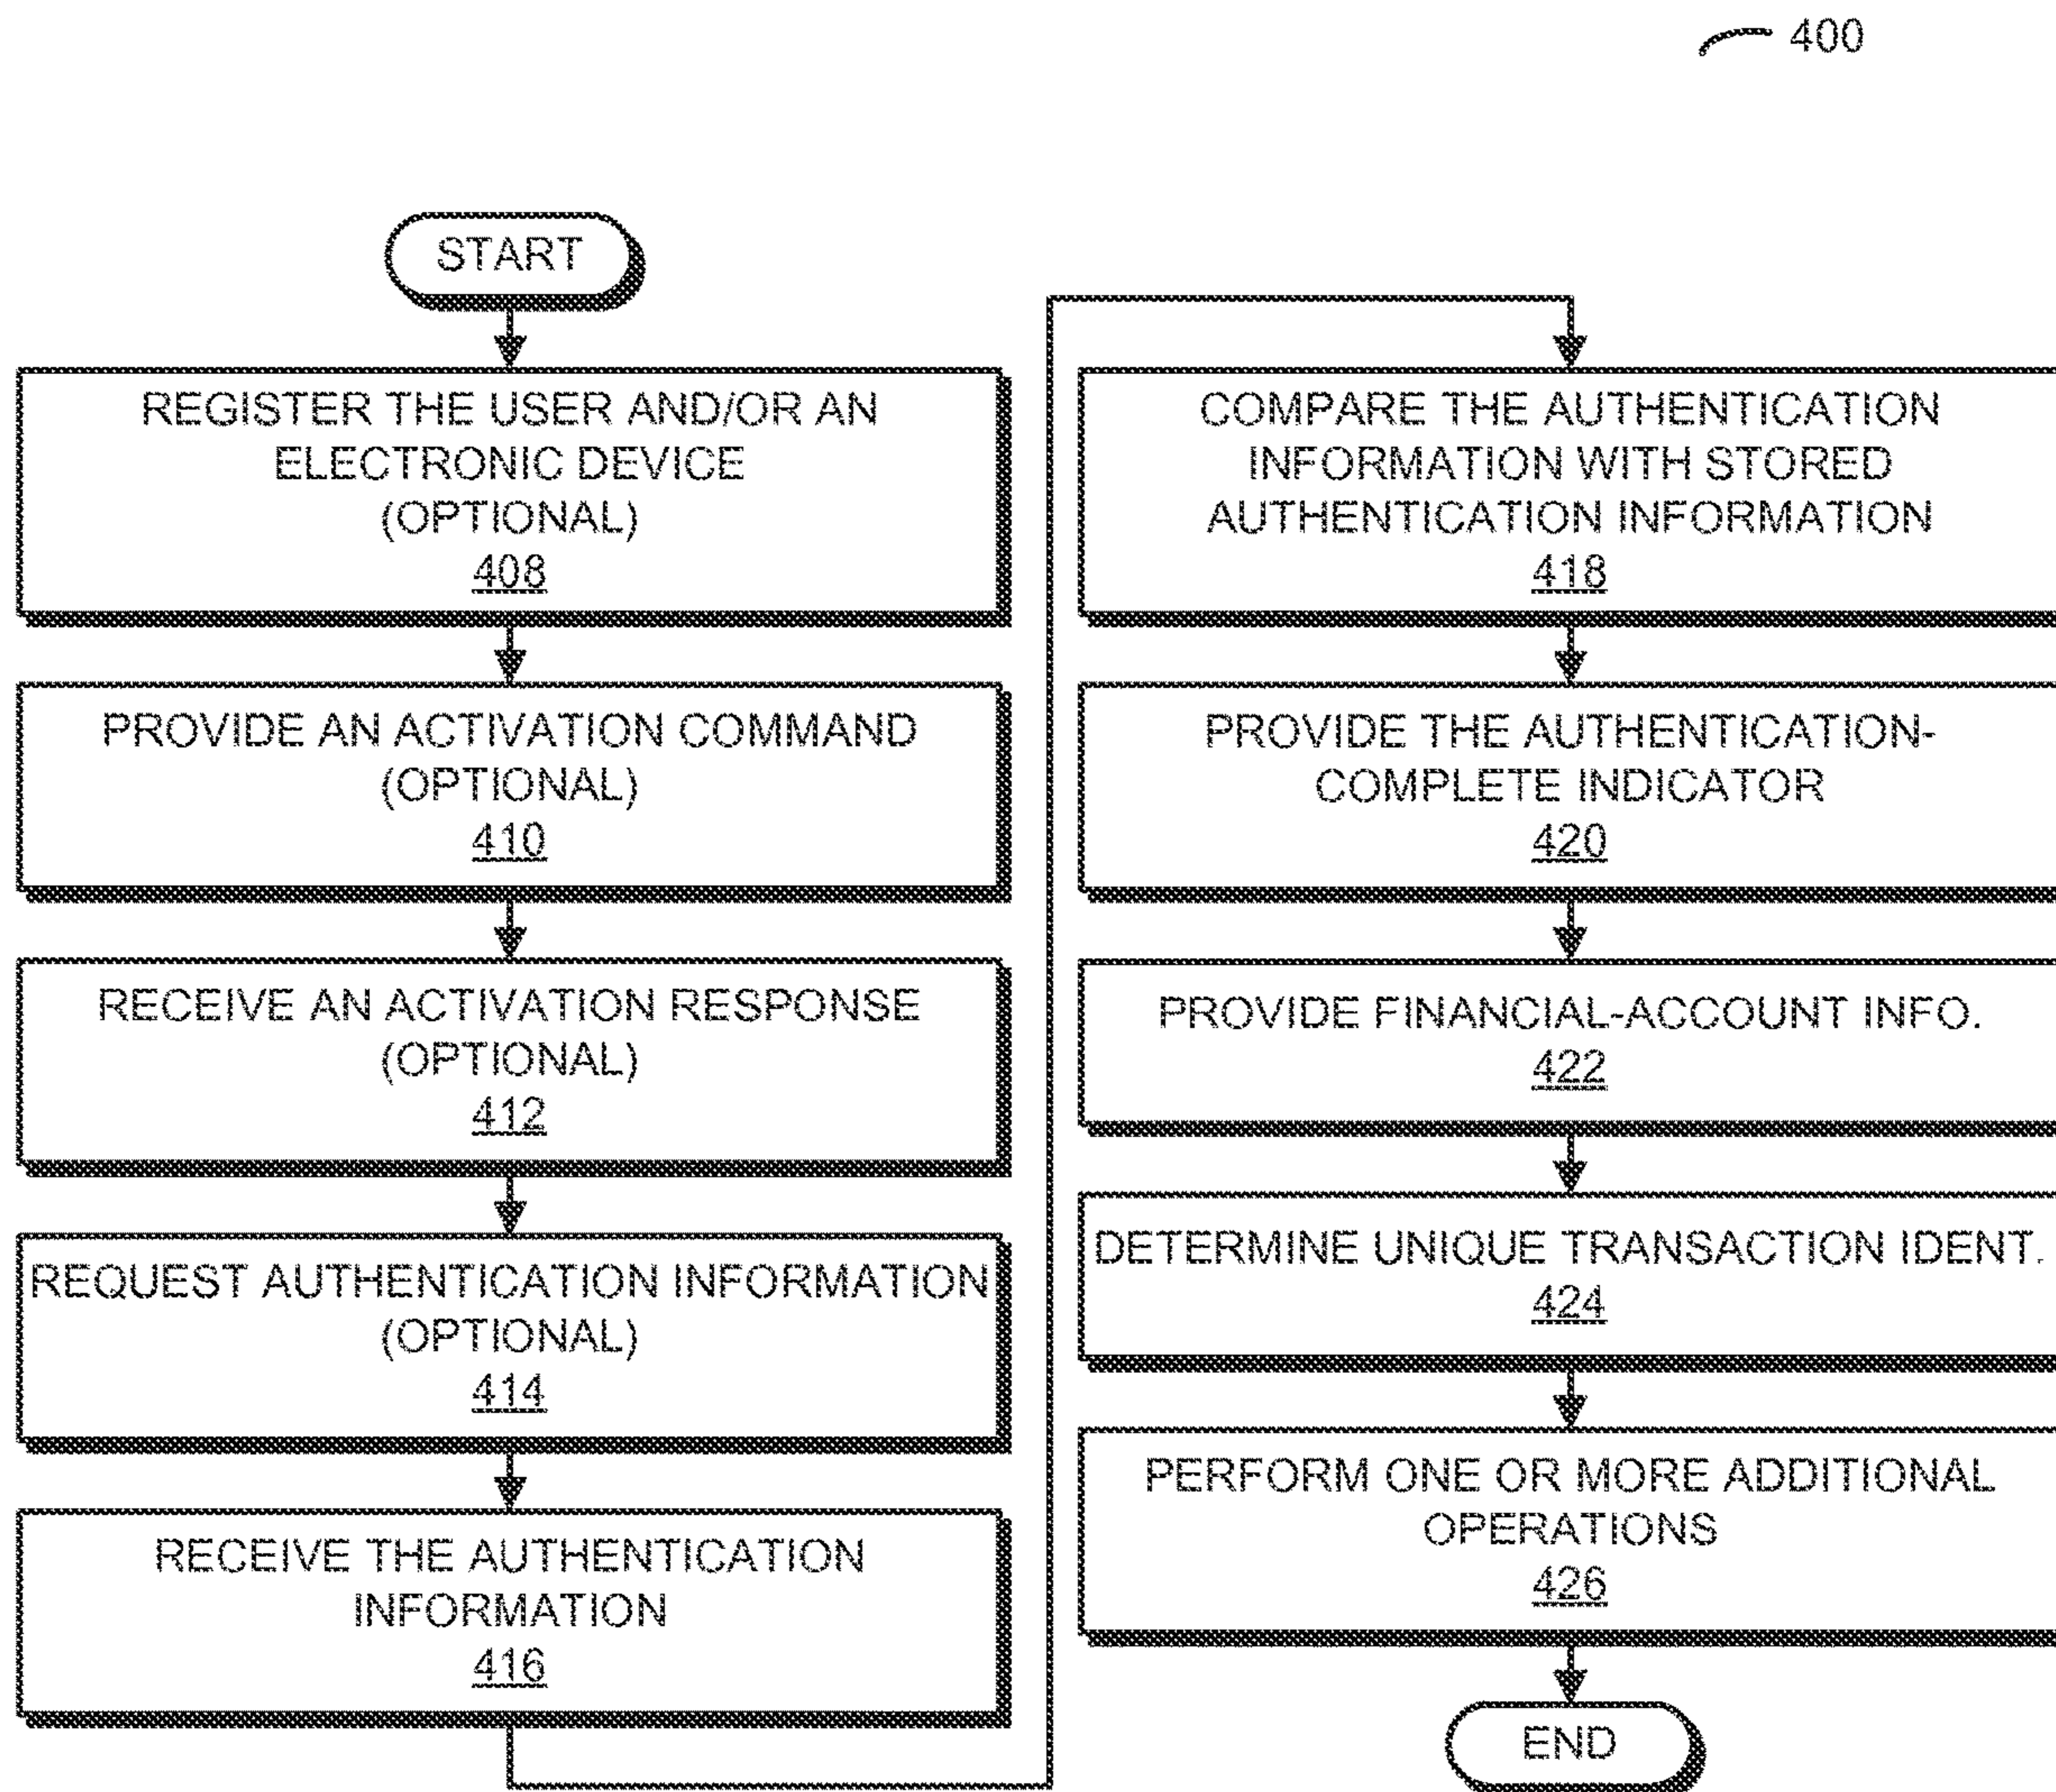 400
START
REGISTER THE USER AND/OR AN
ELECTRONIC DEVICE
(OPTIONAL)
408
PROVIDE AN ACTIVATION COMMAND
(OPTIONAL)
410
RECEIVE AN ACTIVATION RESPONSE
(OPTIONAL)
412
REQUEST AUTHENTICATION INFORMATION
(OPTIONAL)
414
RECEIVE THE AUTHENTICATION
INFORMATION
416
COMPARE THE AUTHENTICATION
INFORMATION WITH STORED
AUTHENTICATION INFORMATION
418
PROVIDE THE AUTHENTICATION-
COMPLETE INDICATOR
420
PROVIDE FINANCIAL-ACCOUNT INFO.
422
DETERMINE UNIQUE TRANSACTION IDENT.
424
PERFORM ONE OR MORE ADDITIONAL
OPERATIONS
426
END